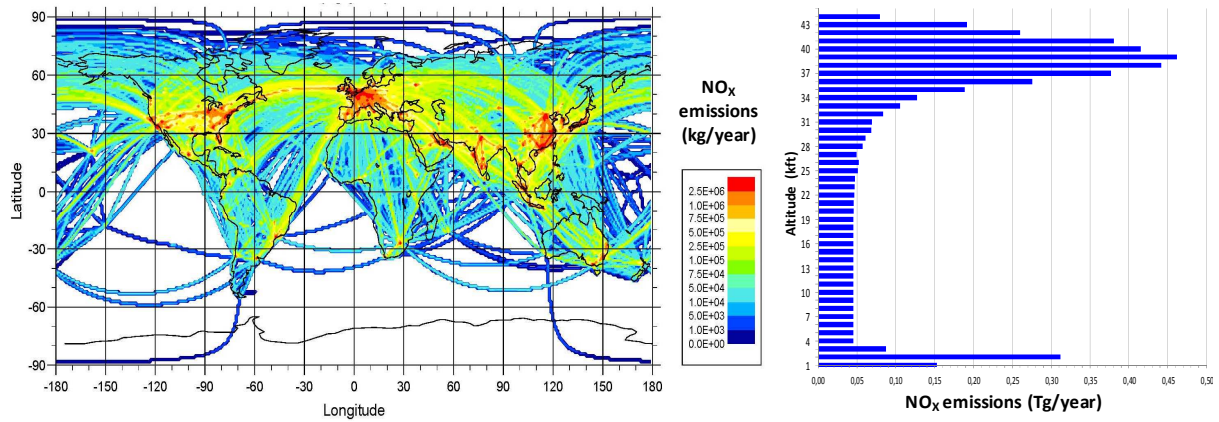 90
60
30
0
-30
-60
-90
Latitude
-180 -150 -120 -90 -60 -30 0 30 60 90 120 150 180
Longitude
NOX
emissions
(kg/year)
2.5E+06
1.0E+06
7.5E+05
5.0E+05
2.5E+05
1.0E+05
7.5E+04
5.0E+04
1.0E+04
5.0E+03
1.0E+03
0.0E+00
Altitude (kft)
43
40
37
34
31
28
25
22
19
16
13
10
7
4
1
0,00 0,05 0,10 0,15 0,20 0,25 0,30 0,35 0,40 0,45 0,50
NOX emissions (Tg/year)